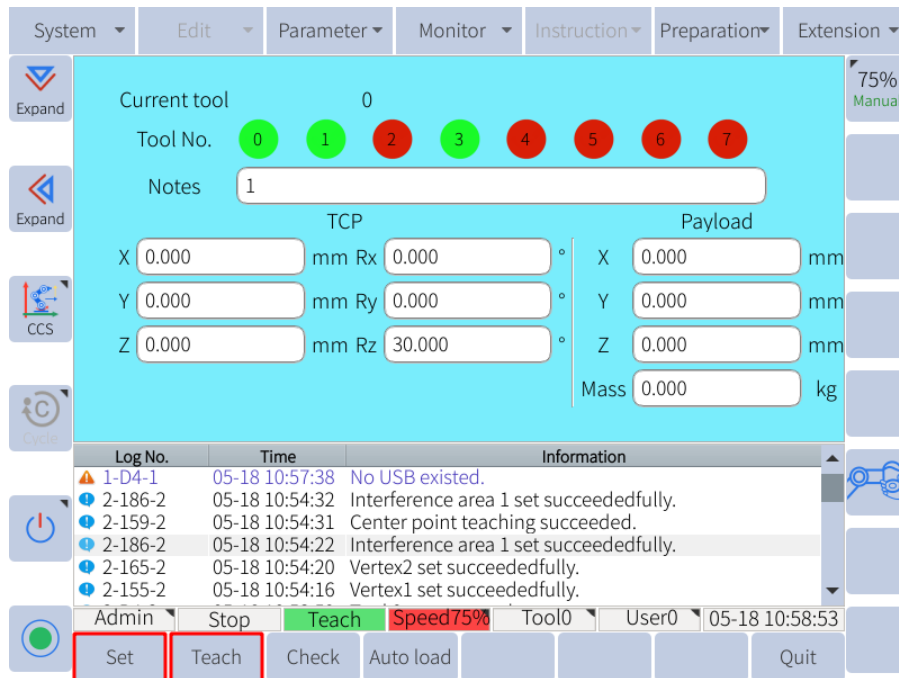 System Edit Parameter Monitor Instruction Preparation Extension
Expand
75%
Manual
Current tool 0
Tool No. 0 1 2 3 4 5 6 7
Expand
Notes 1
TCP Payload
X 0.000 mm Rx 0.000 ° X 0.000 mm
Y 0.000 mm Ry 0.000 ° Y 0.000 mm
CCS
Z 0.000 mm Rz 30.000 ° Z 0.000 mm
Mass 0.000 kg
Cycle
Log No. Time Information
1-D4-1 05-18 10:57:38 No USB existed.
2-186-2 05-18 10:54:32 Interference area 1 set succeededfully.
2-159-2 05-18 10:54:31 Center point teaching succeeded.
2-186-2 05-18 10:54:22 Interference area 1 set succeededfully.
2-165-2 05-18 10:54:20 Vertex2 set succeededfully.
2-155-2 05-18 10:54:16 Vertex1 set succeededfully.
Admin Stop Teach Speed75% Tool0 User0 05-18 10:58:53
Set Teach Check Auto load Quit